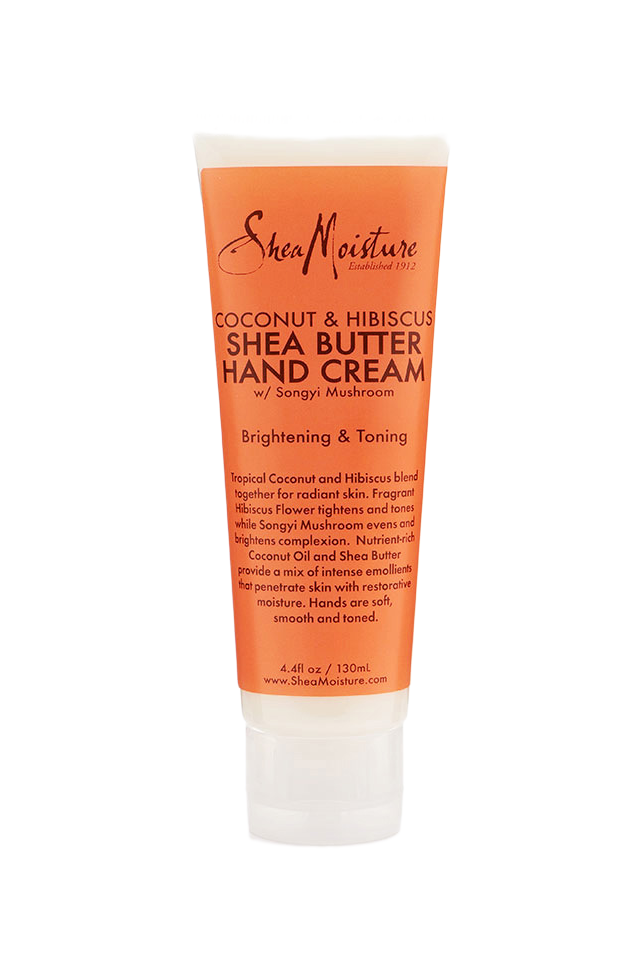 SheaMoisture
Established 1912
COCONUT & HIBISCUS
SHEA BUTTER
HAND CREAM
w/ Songyi Mushroom
Brightening & Toning
Tropical Coconut and Hibiscus blend
together for radiant skin. Fragrant
Hibiscus Flower tightens and tones
while Songyi Mushroom evens and
brightens complexion. Nutrient-rich
Coconut Oil and Shea Butter
provide a mix of intense emollients
that penetrate skin with restorative
moisture. Hands are soft,
smooth and toned.
4.4fl oz / 130mL
www.SheaMoisture.com